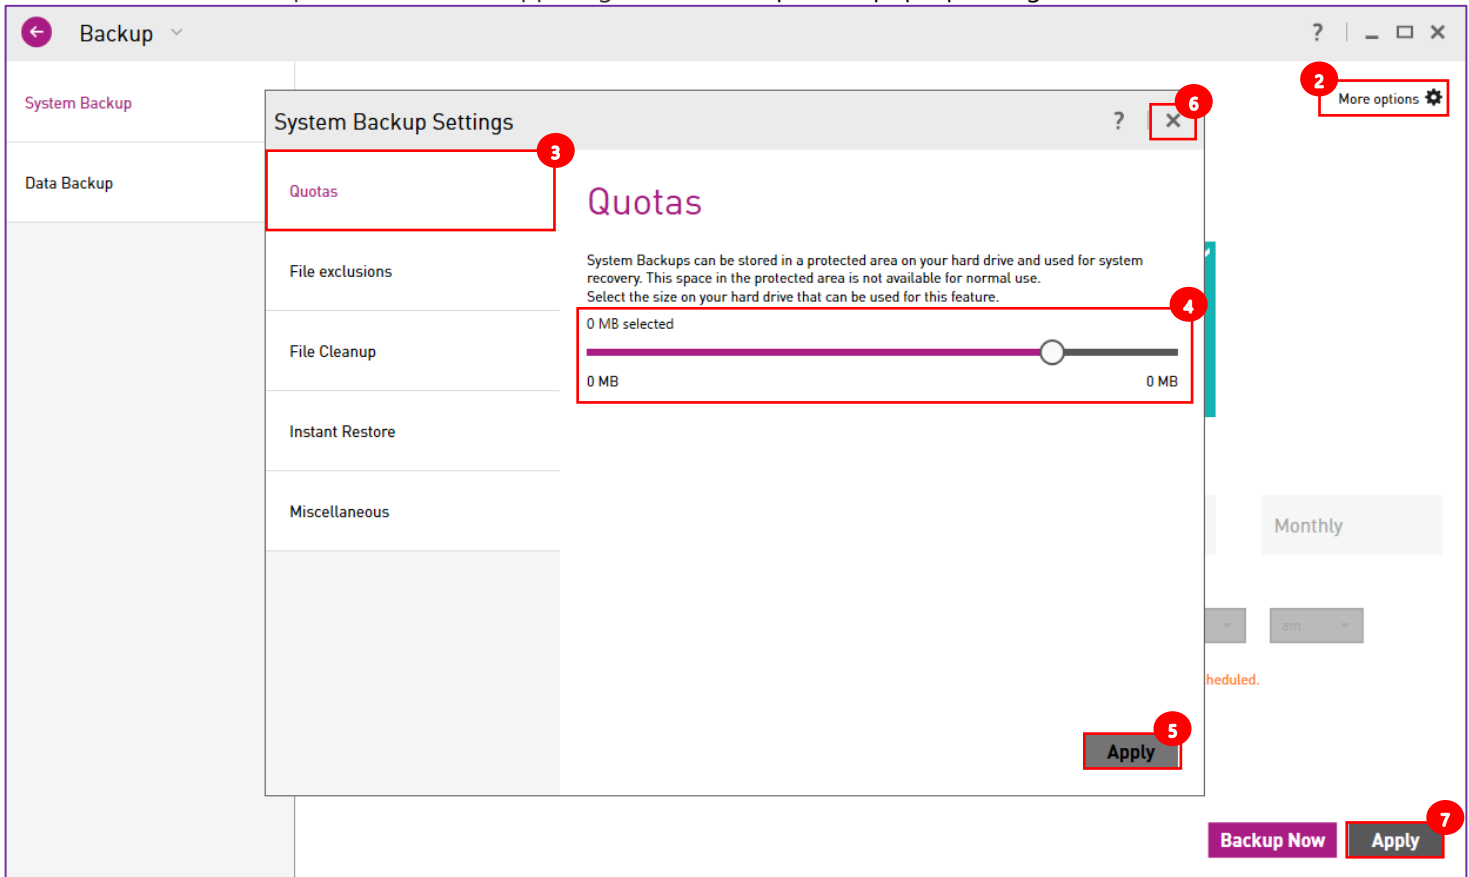 Backup
?
System Backup
2
More options
System Backup Settings
?
6
3
Data Backup
Quotas
Quotas
File exclusions
System Backups can be stored in a protected area on your hard drive and used for system
recovery. This space in the protected area is not available for normal use.
Select the size on your hard drive that can be used for this feature.
4
0 MB selected
File Cleanup
0 MB
0 MB
Instant Restore
Miscellaneous
Monthly
am
heduled.
5
Apply
7
Backup Now
Apply